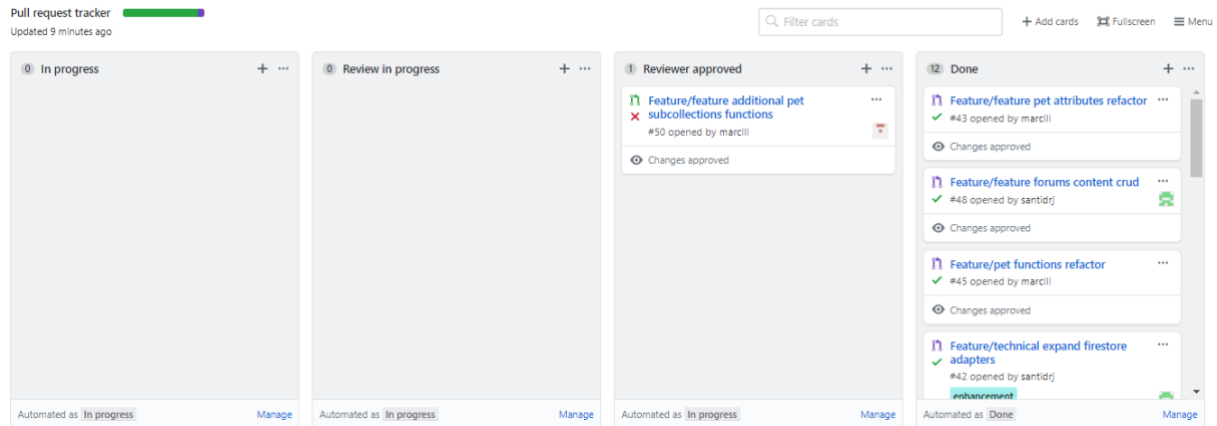 Pull request tracker
Updated 9 minutes ago
Filter cards
Add cards
Fullscreen
Menu
0 In progress
Automated as In progress
Manage
0 Review in progress
Automated as In progress
Manage
1 Reviewer approved
Feature/feature additional pet
subcollections functions
#50 opened by marcill
Changes approved
Automated as In progress
Manage
12 Done
Feature/feature pet attributes refactor
#43 opened by marcill
Changes approved
Feature/feature forums content crud
#48 opened by santidrj
Changes approved
Feature/pet functions refactor
#45 opened by marcill
Changes approved
Feature/technical expand firestore
adapters
#42 opened by santidrj
enhancement
Automated as Done
Manage